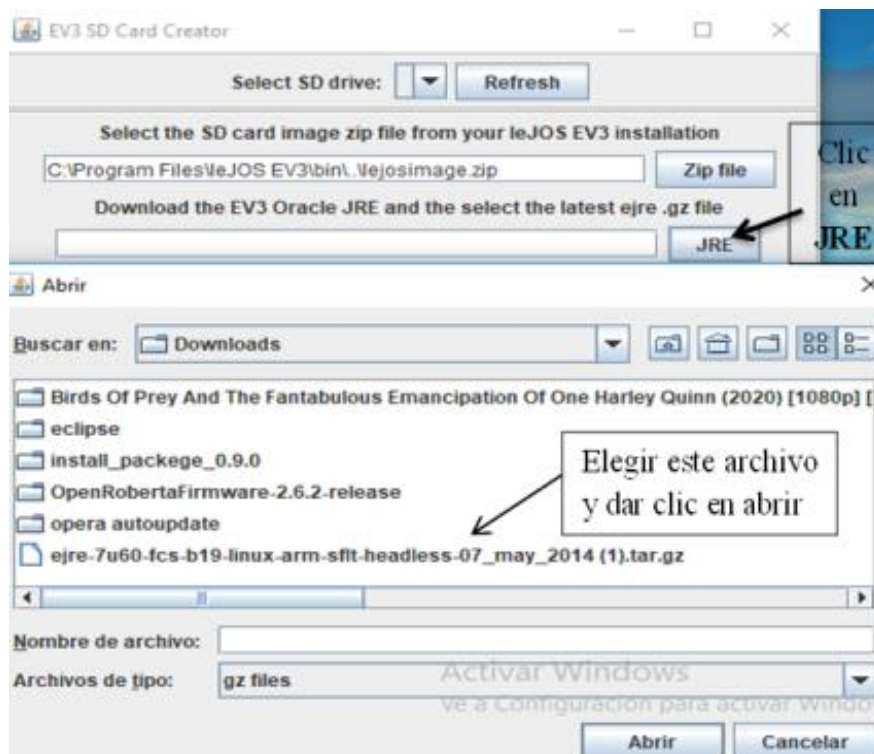 EV3 SD Card Creator
Select SD drive:
Refresh
Select the SD card image zip file from your leJOS EV3 installation
C:\Program Files\leJOS EV3\bin\..\lejosimage.zip
Zip file
Download the EV3 Oracle JRE and the select the latest ejre .gz file
JRE
Clic
en
JRE
Abrir
Buscar en:
Downloads
Birds Of Prey And The Fantabulous Emancipation Of One Harley Quinn (2020) [1080p] [
eclipse
install_packege_0.9.0
OpenRobertaFirmware-2.6.2-release
opera autoupdate
ejre-7u60-fcs-b19-linux-arm-sflt-headless-07_may_2014 (1).tar.gz
Elegir este archivo
y dar clic en abrir
Nombre de archivo:
Archivos de tipo:
gz files
Activar Windows
Ve a Configuración para activar Windo
Abrir
Cancelar